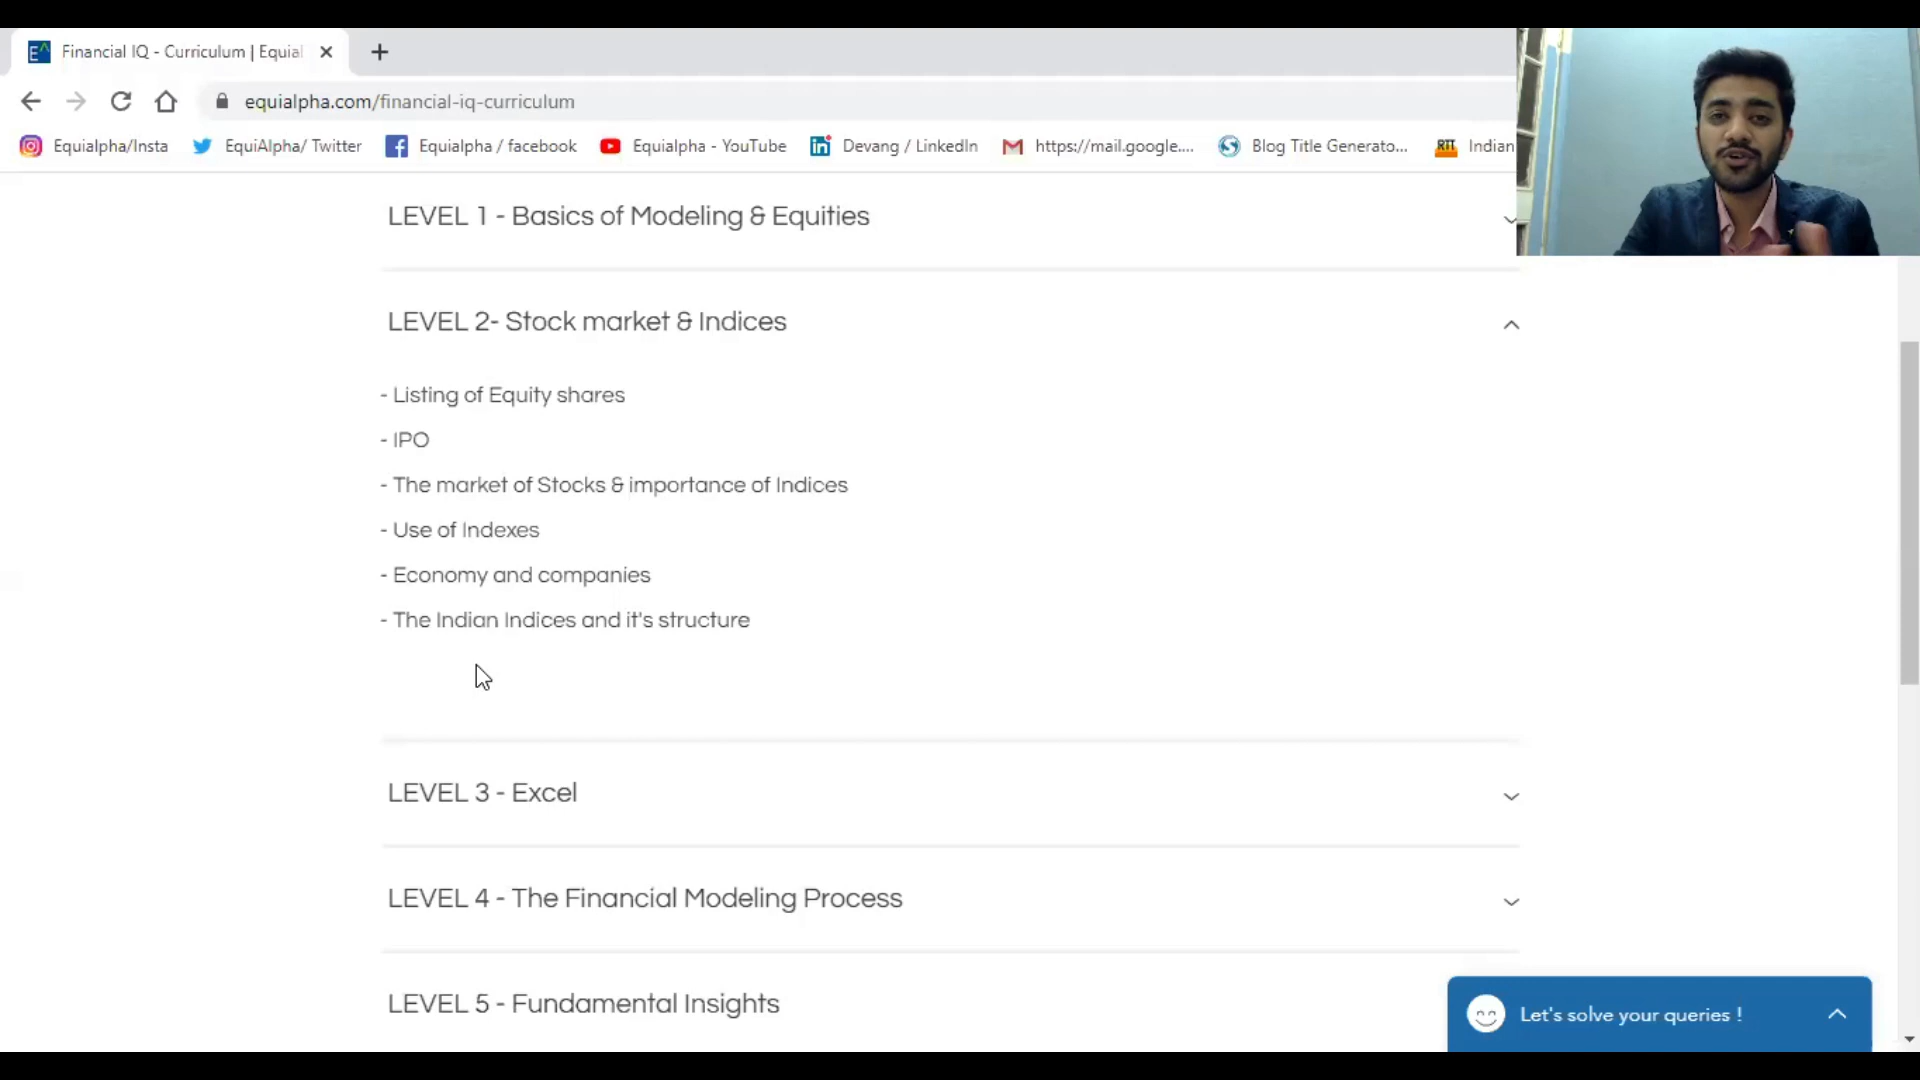 Financial IQ - Curriculum | Equial
equialpha.com/financial-iq-curriculum
Equialpha/Insta
EquiAlpha/ Twitter
Equialpha / facebook
Equialpha - YouTube
Devang / LinkedIn
https://mail.google....
Blog Title Generato...
RTI
Indian
LEVEL 1 - Basics of Modeling & Equities
LEVEL 2- Stock market & Indices
- Listing of Equity shares
- IPO
- The market of Stocks & importance of Indices
- Use of Indexes
- Economy and companies
- The Indian Indices and it's structure
LEVEL 3 - Excel
LEVEL 4 - The Financial Modeling Process
LEVEL 5 - Fundamental Insights
Let's solve your queries !